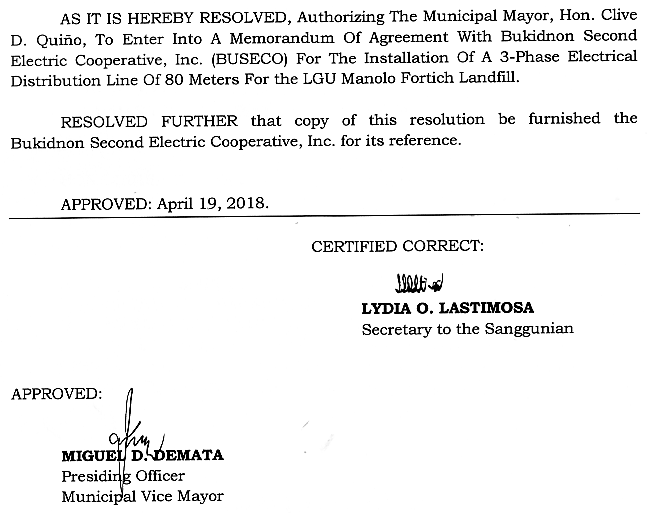 AS IT IS HEREBY RESOLVED, Authorizing The Municipal Mayor, Hon. Clive
D. Quiño, To Enter Into A Memorandum Of Agreement With Bukidnon Second
Electric Cooperative, Inc. (BUSECO) For The Installation Of A 3-Phase Electrical
Distribution Line Of 80 Meters For the LGU Manolo Fortich Landfill.
RESOLVED FURTHER that copy of this resolution be furnished the
Bukidnon Second Electric Cooperative, Inc. for its reference.
APPROVED: April 19, 2018.
CERTIFIED CORRECT:
LYDIA O. LASTIMOSA
Secretary to the Sanggunian
APPROVED:
MIGUEL D. DEMATA
Presiding Officer
Municipal Vice Mayor